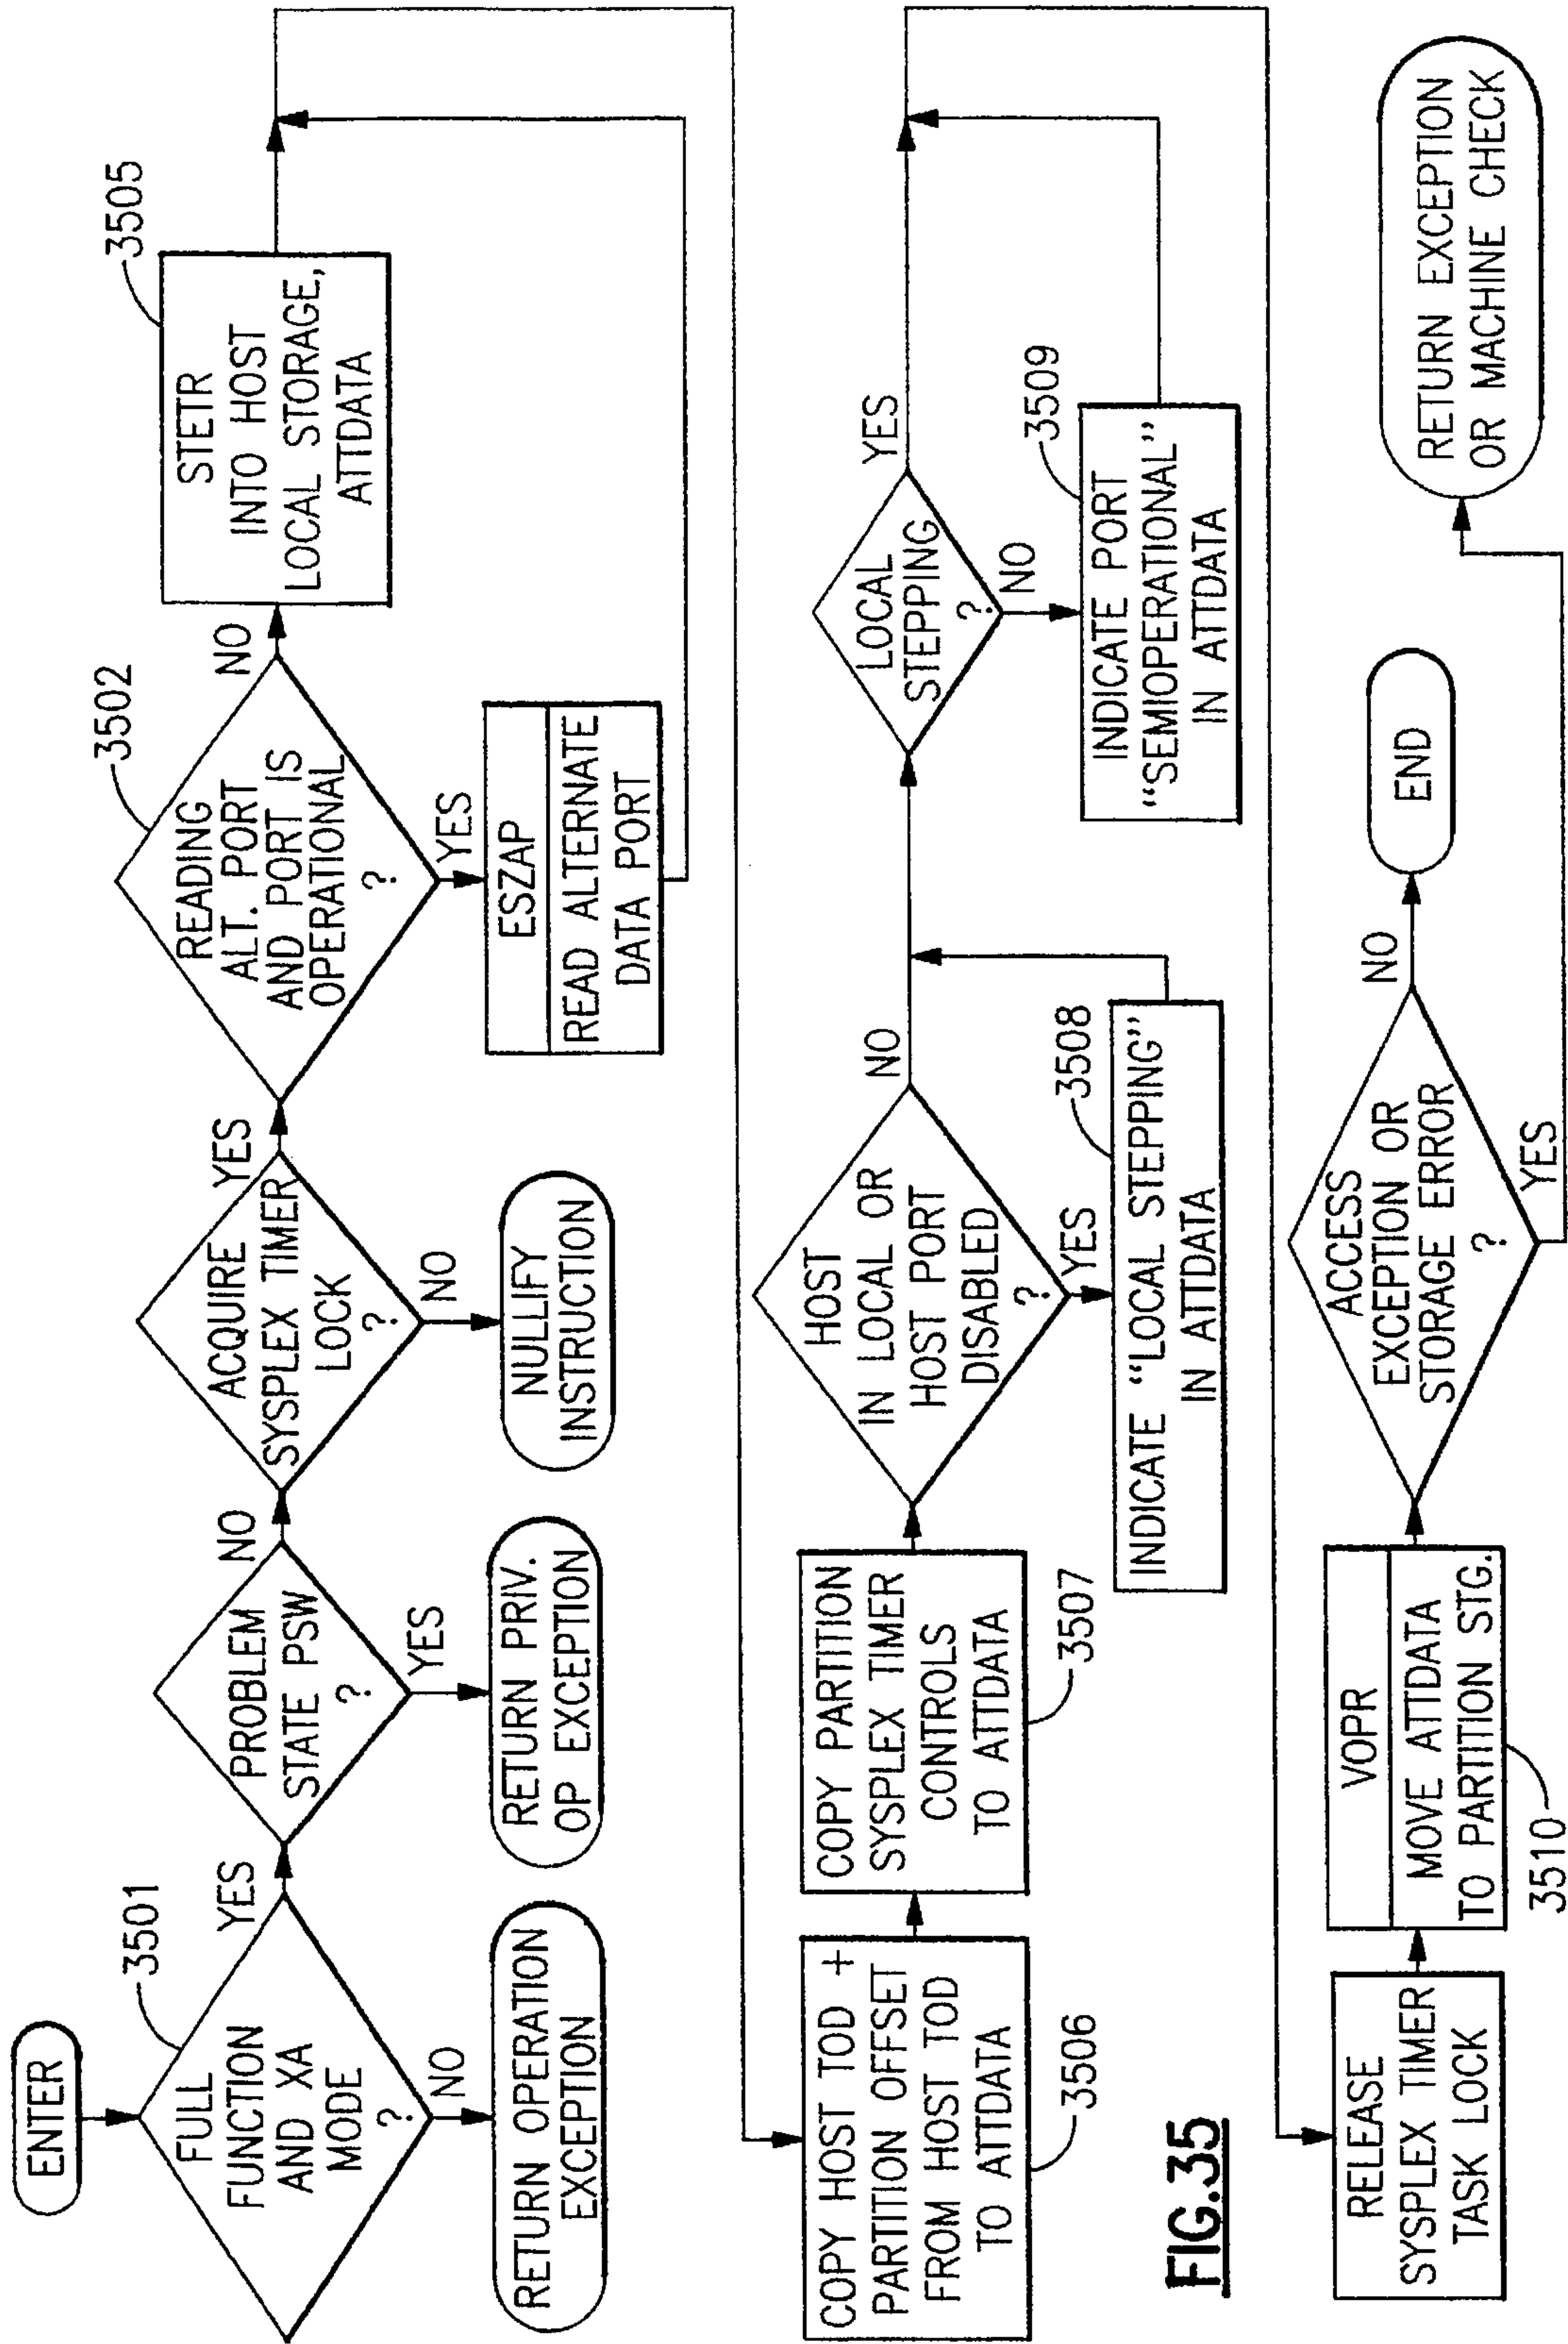 ENTER
3501
FULL
FUNCTION
AND XA
MODE
?
YES
NO
RETURN OPERATION
EXCEPTION
PROBLEM
STATE PSW
?
NO
YES
RETURN PRIV.
OP EXCEPTION
ACQUIRE
SYSPLEX TIMER
LOCK
?
YES
NO
NULLIFY
INSTRUCTION
3502
READING
ALT. PORT
AND PORT IS
OPERATIONAL
?
NO
YES
ESZAP
READ ALTERNATE
DATA PORT
3505
STETR
INTO HOST
LOCAL STORAGE,
ATTDATA
COPY HOST TOD +
PARTITION OFFSET
FROM HOST TOD
TO ATTDATA
3506
COPY PARTITION
SYSPLEX TIMER
CONTROLS
TO ATTDATA
3507
HOST
IN LOCAL OR
HOST PORT
DISABLED
?
NO
YES
3508
INDICATE “LOCAL STEPPING”
IN ATTDATA
LOCAL
STEPPING
?
YES
NO
3509
INDICATE PORT
“SEMIOPERATIONAL”
IN ATTDATA
FIG.35
RELEASE
SYSPLEX TIMER
TASK LOCK
VOPR
MOVE ATTDATA
TO PARTITION STG.
3510
ACCESS
EXCEPTION OR
STORAGE ERROR
?
NO
YES
END
RETURN EXCEPTION
OR MACHINE CHECK